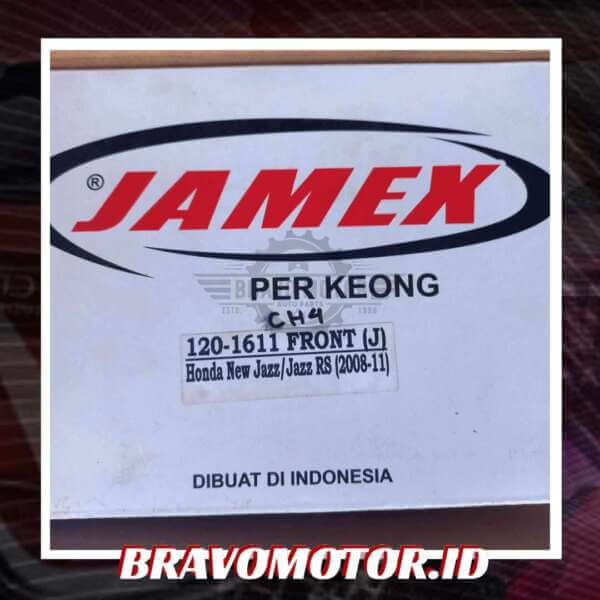 ® JAMEX
PER KEONG
CH4
120-1611 FRONT (J)
Honda New Jazz/Jazz RS (2008-11)
DIBUAT DI INDONESIA
BRAVOMOTOR.ID